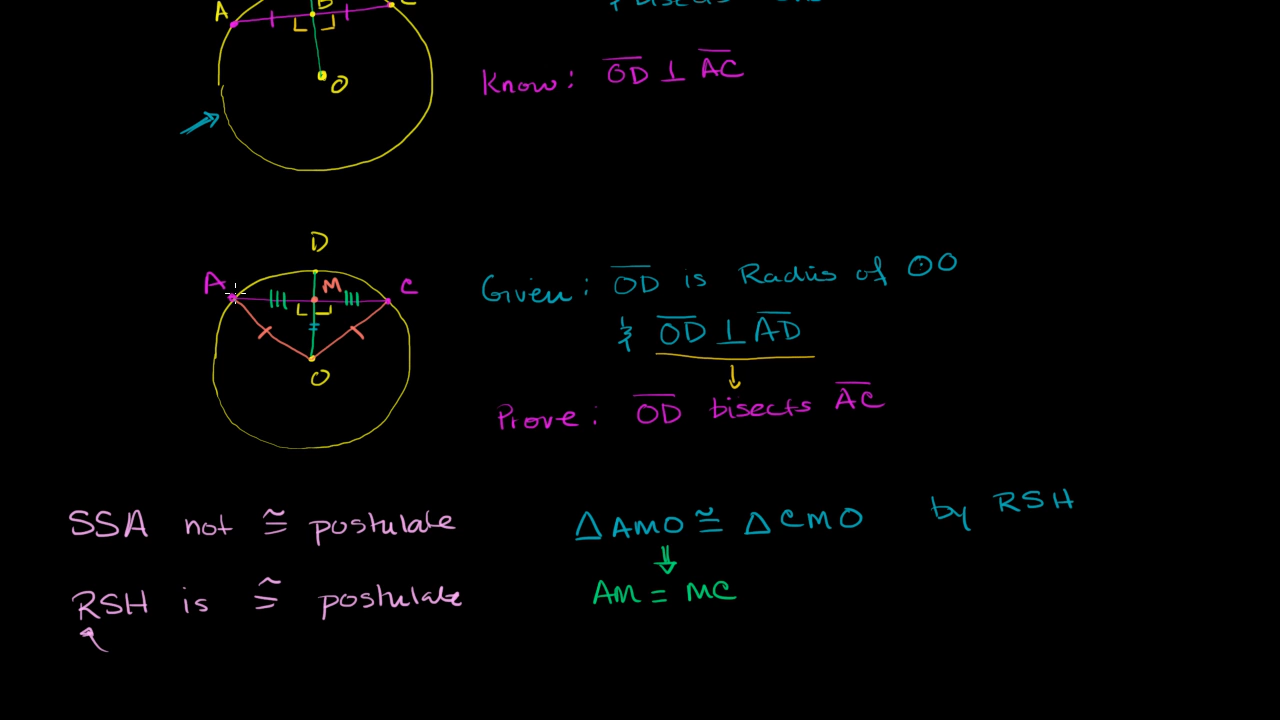 A
O
Know: OD ⊥ AC
D
A M C
O
Given: OD is Radius of ⊙O
& OD ⊥ AD
Prove: OD bisects AC
SSA not ≅ postulate
RSH is ≅ postulate
△AMO ≅ △CMO by RSH
AM = MC